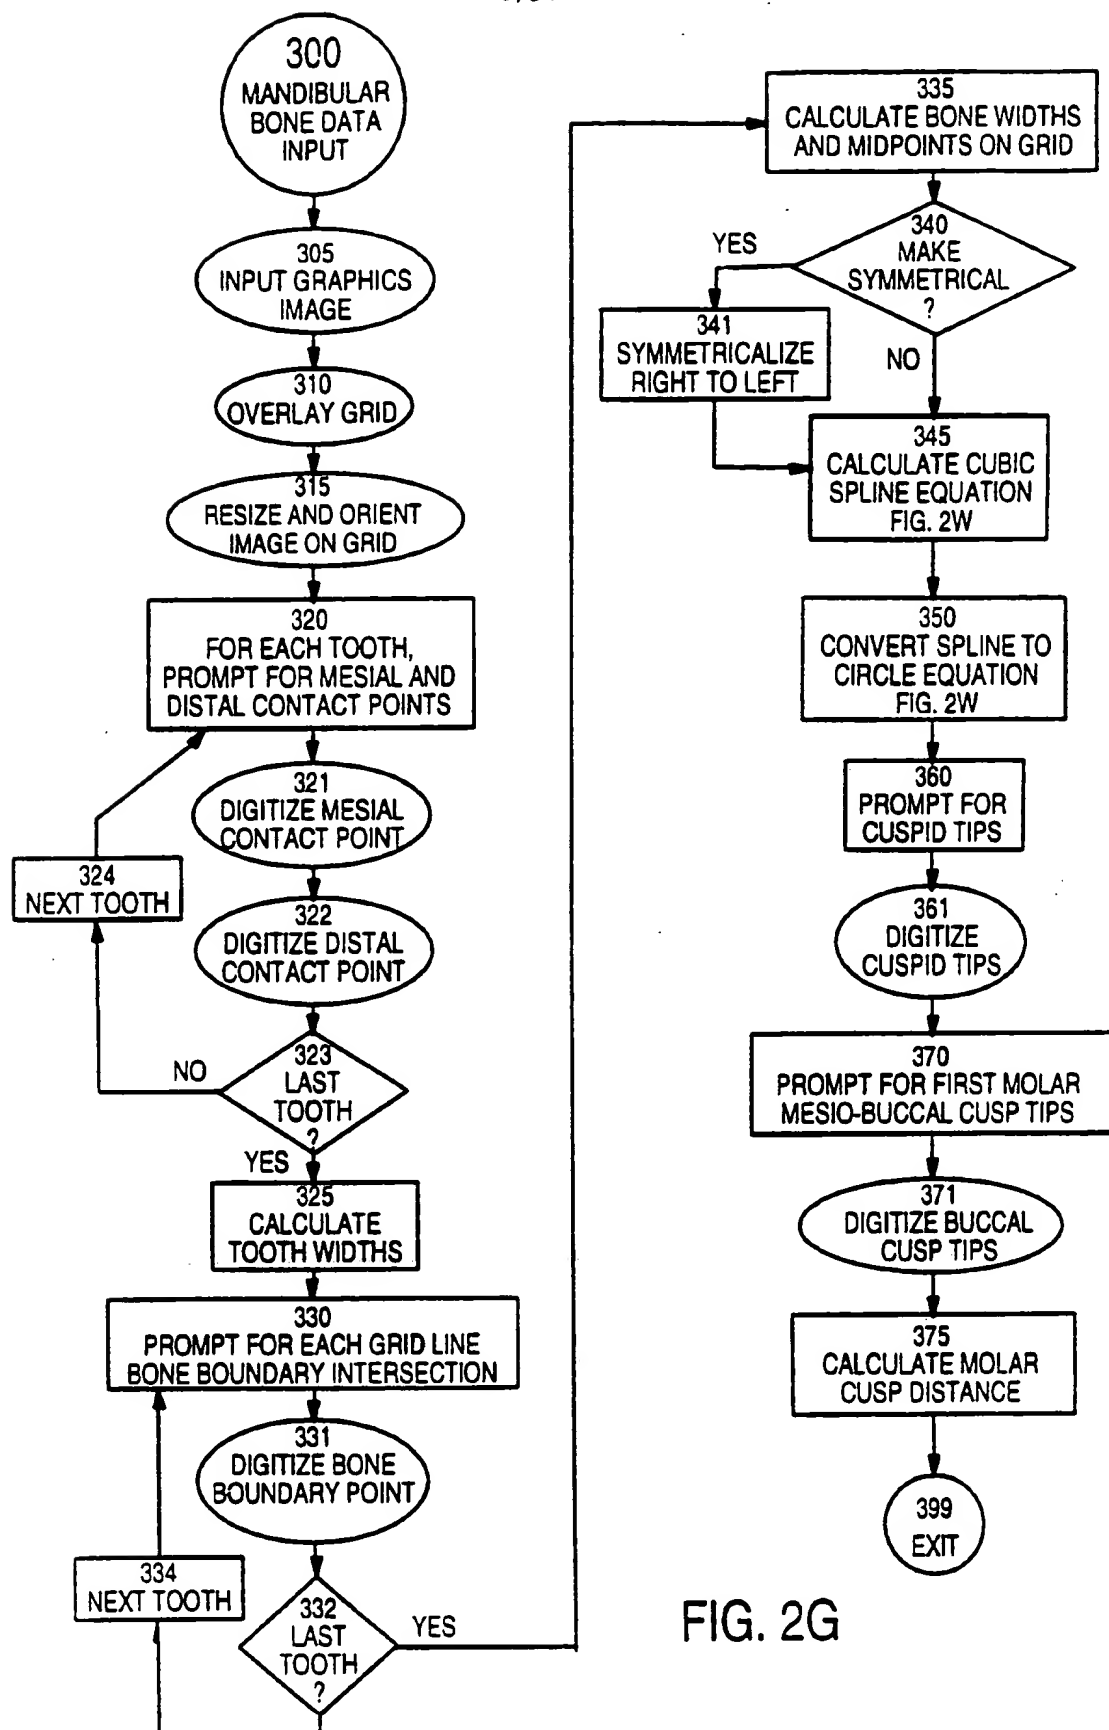 300
MANDIBULAR
BONE DATA
INPUT
305
INPUT GRAPHICS
IMAGE
310
OVERLAY GRID
315
RESIZE AND ORIENT
IMAGE ON GRID
320
FOR EACH TOOTH,
PROMPT FOR MESIAL AND
DISTAL CONTACT POINTS
321
DIGITIZE MESIAL
CONTACT POINT
324
NEXT TOOTH
322
DIGITIZE DISTAL
CONTACT POINT
323
LAST
TOOTH
?
NO
YES
325
CALCULATE
TOOTH WIDTHS
330
PROMPT FOR EACH GRID LINE
BONE BOUNDARY INTERSECTION
331
DIGITIZE BONE
BOUNDARY POINT
334
NEXT TOOTH
332
LAST
TOOTH
?
YES
335
CALCULATE BONE WIDTHS
AND MIDPOINTS ON GRID
340
MAKE
SYMMETRICAL
?
YES
341
SYMMETRICALIZE
RIGHT TO LEFT
NO
345
CALCULATE CUBIC
SPLINE EQUATION
FIG. 2W
350
CONVERT SPLINE TO
CIRCLE EQUATION
FIG. 2W
360
PROMPT FOR
CUSPID TIPS
361
DIGITIZE
CUSPID TIPS
370
PROMPT FOR FIRST MOLAR
MESIO-BUCCAL CUSP TIPS
371
DIGITIZE BUCCAL
CUSP TIPS
375
CALCULATE MOLAR
CUSP DISTANCE
399
EXIT
FIG. 2G